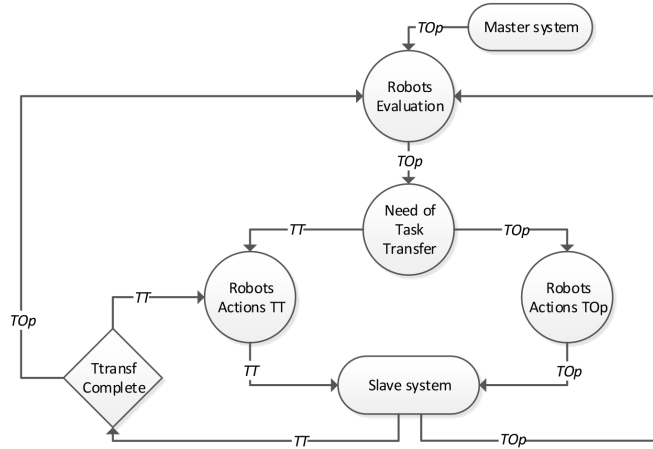 TOp
Master system
Robots
Evaluation
TOp
Need of
Task
Transfer
TT
TOp
Robots
Actions TT
Robots
Actions TOp
TT
TOp
Ttransf
Complete
TT
Slave system
TOp
TT
TOp